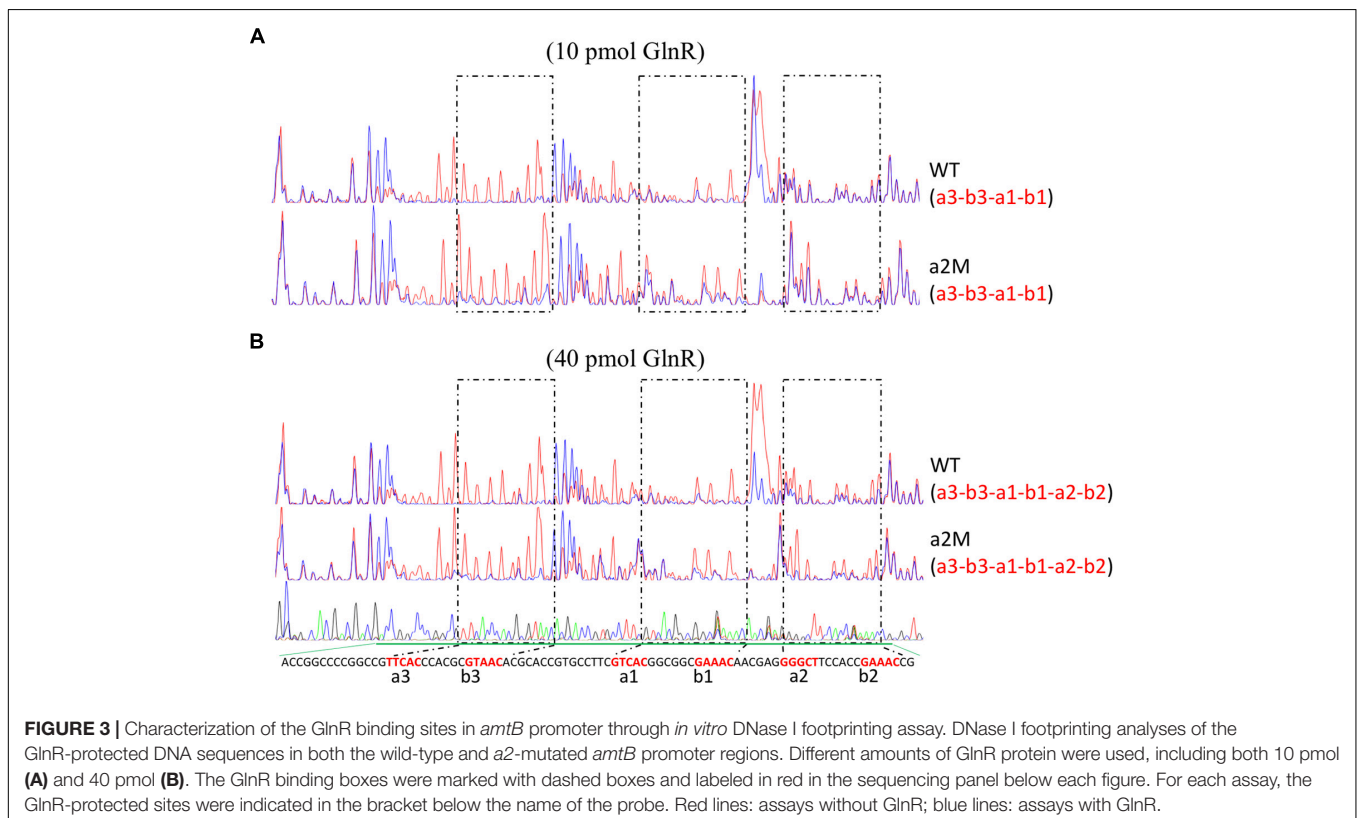 A
(10 pmol GlnR)
WT
(a3-b3-a1-b1)
a2M
(a3-b3-a1-b1)
B
(40 pmol GlnR)
WT
(a3-b3-a1-b1-a2-b2)
a2M
(a3-b3-a1-b1-a2-b2)
ACCGGCCCCGGCCGTTCACCCACGCGTAACACGCACCGTGCCTTCGTCACGGCGGCGAAACAACGAGGGGCTTCCACCGAAACCG
a3 b3 a1 b1 a2 b2
FIGURE 3 | Characterization of the GlnR binding sites in amtB promoter through in vitro DNase I footprinting assay. DNase I footprinting analyses of the
GlnR-protected DNA sequences in both the wild-type and a2-mutated amtB promoter regions. Different amounts of GlnR protein were used, including both 10 pmol
(A) and 40 pmol (B). The GlnR binding boxes were marked with dashed boxes and labeled in red in the sequencing panel below each figure. For each assay, the
GlnR-protected sites were indicated in the bracket below the name of the probe. Red lines: assays without GlnR; blue lines: assays with GlnR.